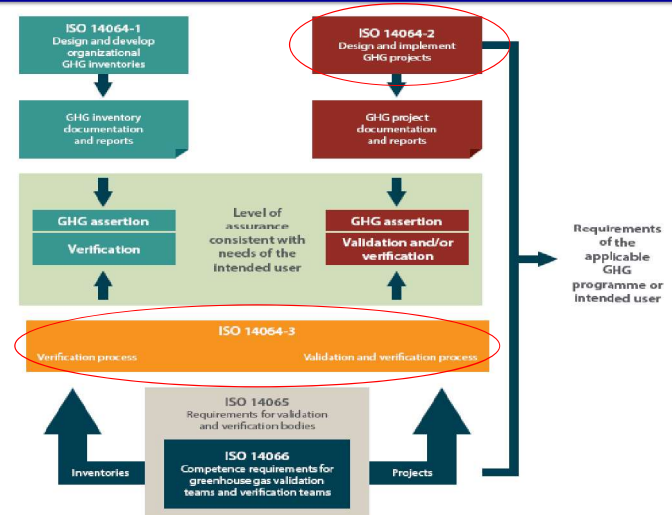 ISO 14064-1
Design and develop
organizational
GHG inventories
ISO 14064-2
Design and implement
GHG projects
GHG inventory
documentation
and reports
GHG project
documentation
and reports
GHG assertion
Verification
Level of
assurance
consistent with
needs of the
intended user
GHG assertion
Validation and/or
verification
Requirements
of the
applicable
GHG
programme or
intended user
ISO 14064-3
Verification process
Validation and verification process
ISO 14065
Requirements for validation
and verification bodies
ISO 14066
Competence requirements for
greenhouse gas validation
teams and verification teams
Inventories
Projects